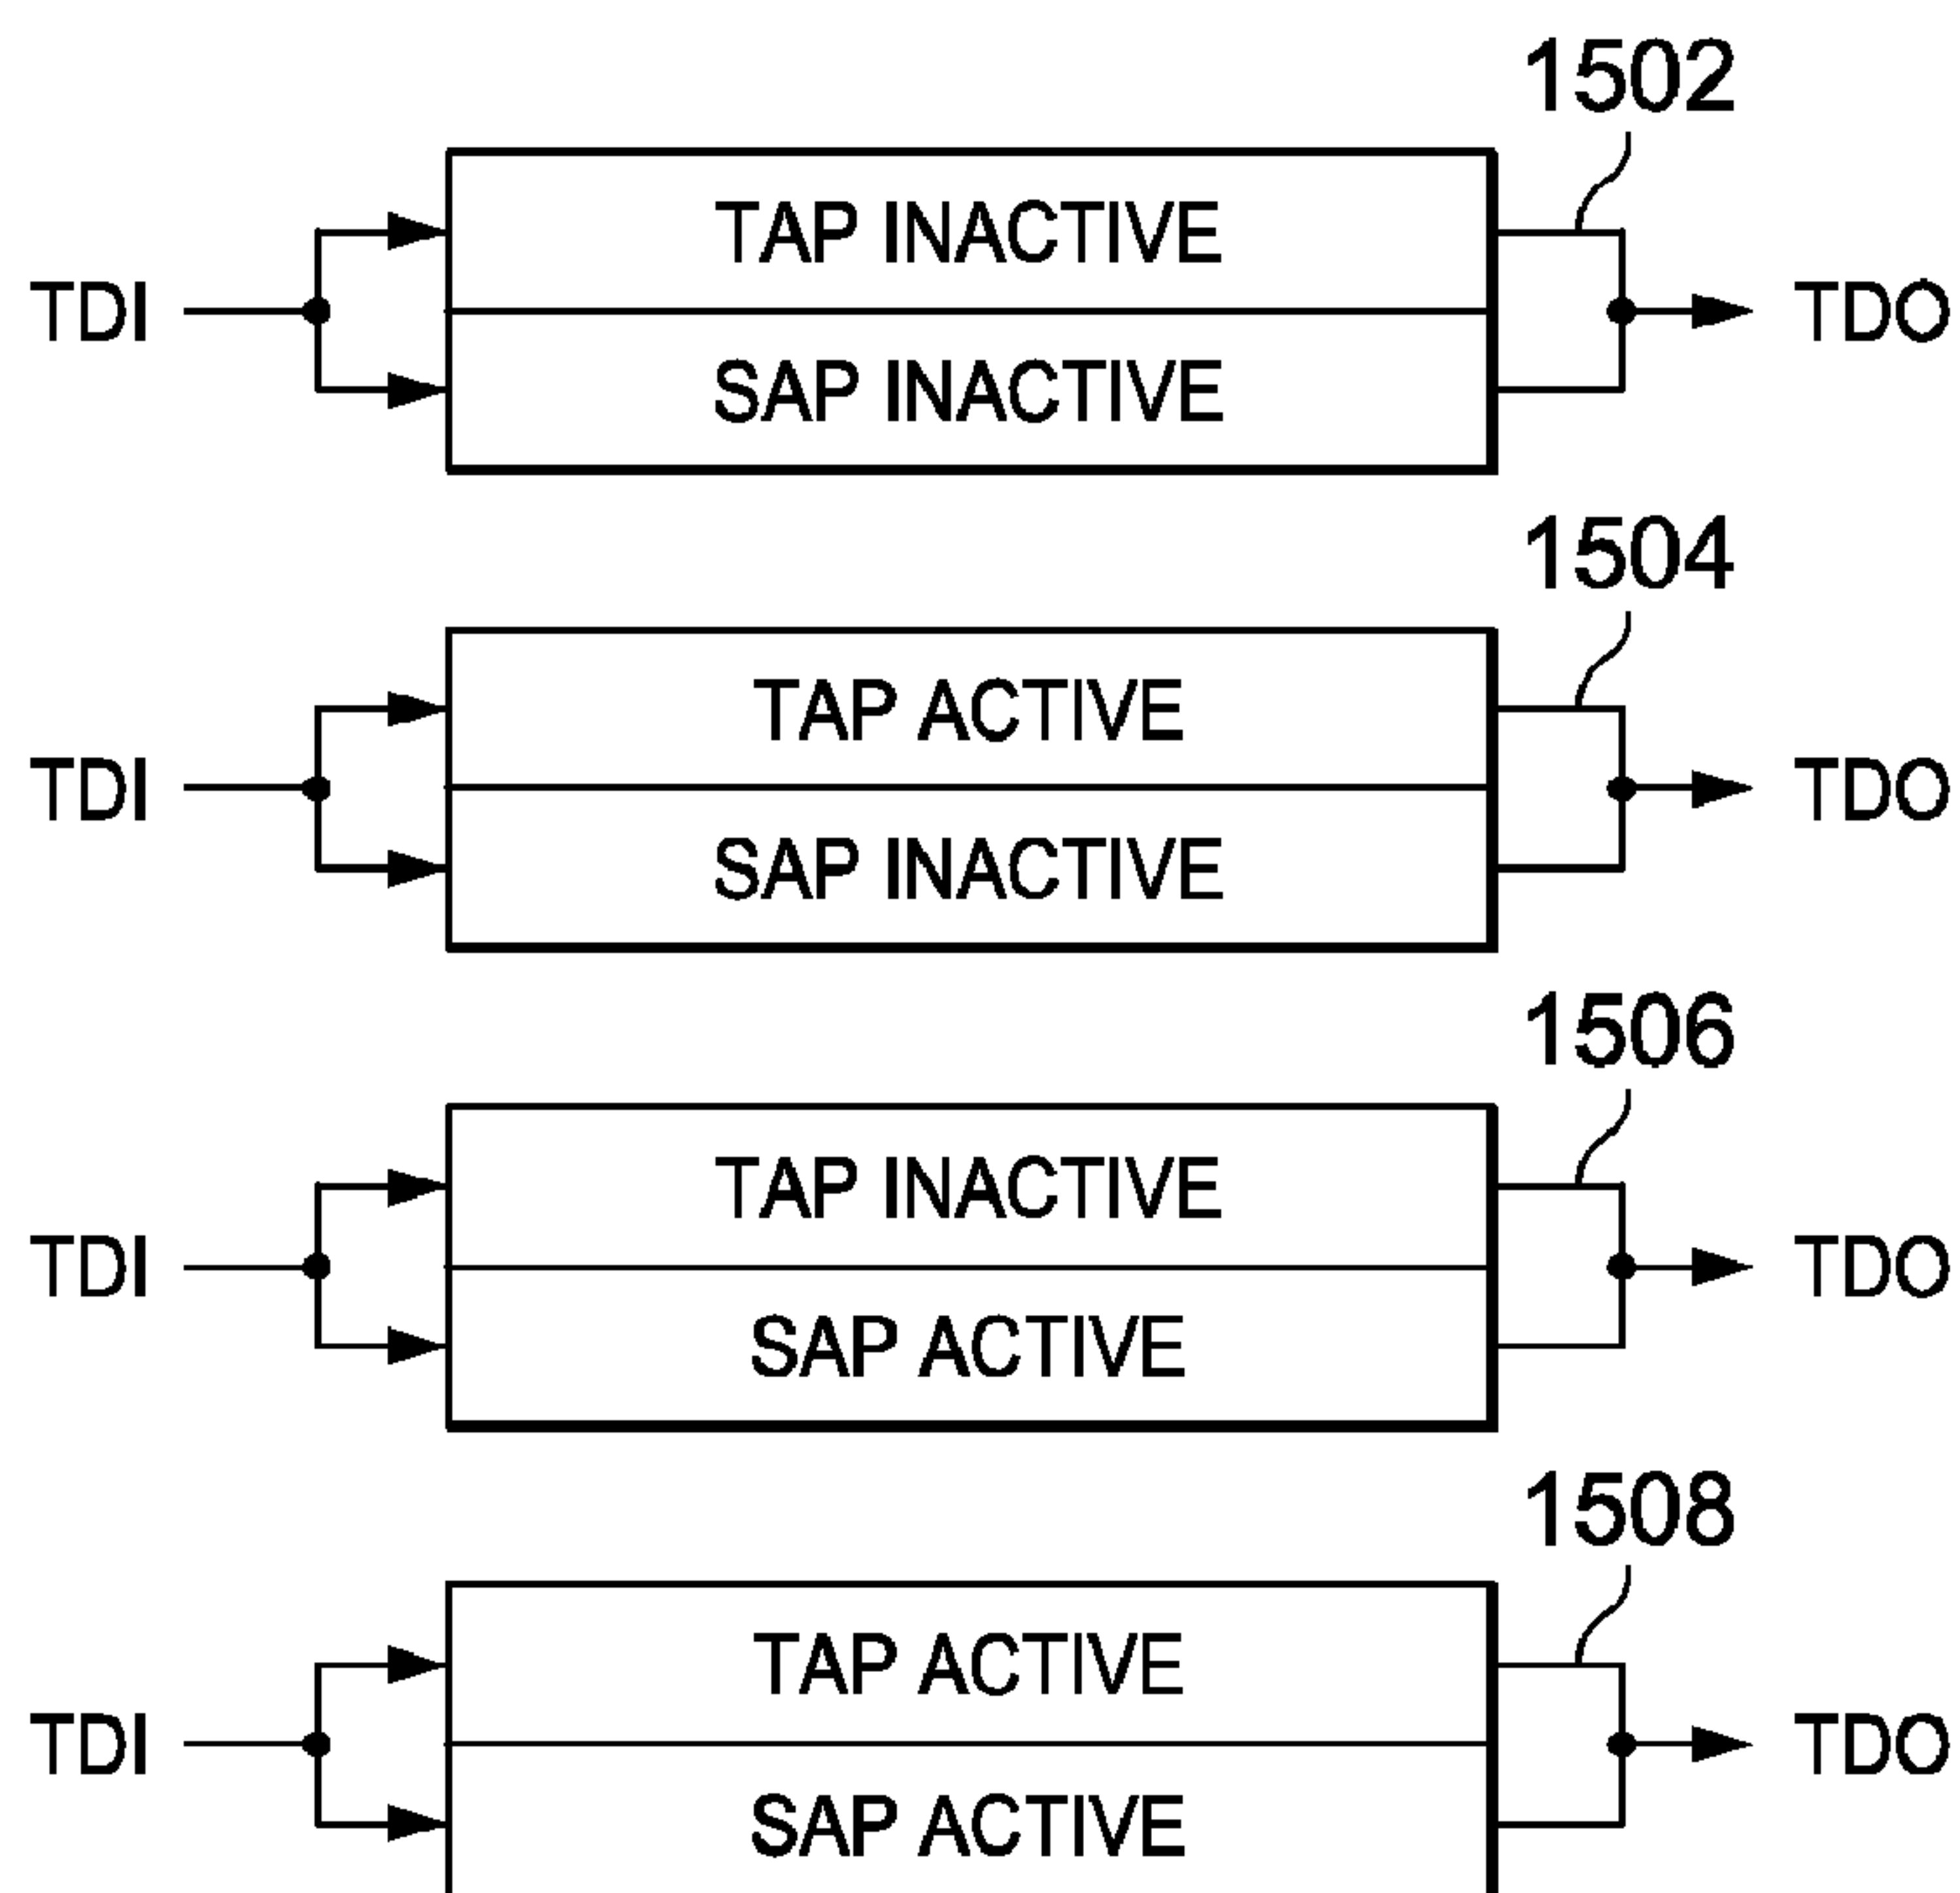 1502
TAP INACTIVE
TDI
TDO
SAP INACTIVE
1504
TAP ACTIVE
TDI
TDO
SAP INACTIVE
1506
TAP INACTIVE
TDI
TDO
SAP ACTIVE
1508
TAP ACTIVE
TDI
TDO
SAP ACTIVE